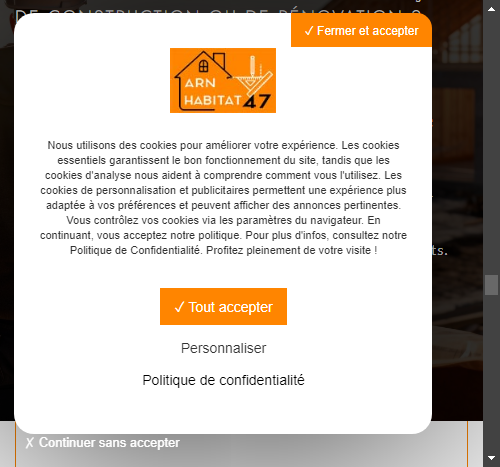 DE CONSTRUCTION OU DE RÉNOVATION ?
✓ Fermer et accepter
ARN
HABITAT 47
Nous utilisons des cookies pour améliorer votre expérience. Les cookies
essentiels garantissent le bon fonctionnement du site, tandis que les
cookies d'analyse nous aident à comprendre comment vous l'utilisez. Les
cookies de personnalisation et publicitaires permettent une expérience plus
adaptée à vos préférences et peuvent afficher des annonces pertinentes.
Vous contrôlez vos cookies via les paramètres du navigateur. En
continuant, vous acceptez notre politique. Pour plus d'infos, consultez notre
Politique de Confidentialité. Profitez pleinement de votre visite !
ts.
✓ Tout accepter
Personnaliser
Politique de confidentialité
✗ Continuer sans accepter